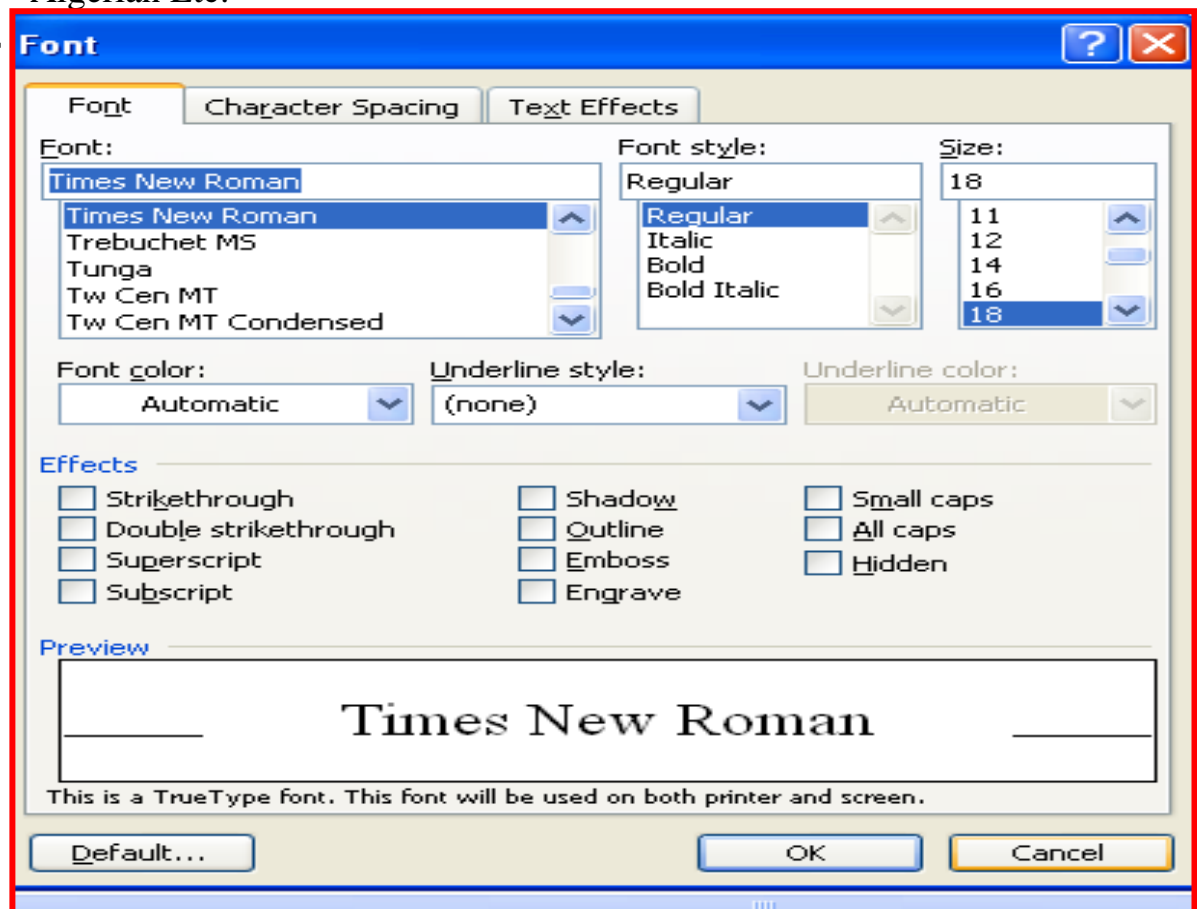 Algerian Etc.
Font
Font Character Spacing Text Effects
Font: Font style: Size:
Times New Roman Regular 18
Times New Roman Regular 11
Trebuchet MS Italic 12
Tunga Bold 14
Tw Cen MT Bold Italic 16
Tw Cen MT Condensed 18
Font color: Underline style: Underline color:
Automatic (none) Automatic
Effects
Strikethrough Shadow Small caps
Double strikethrough Outline All caps
Superscript Emboss Hidden
Subscript Engrave
Preview
Times New Roman
This is a TrueType font. This font will be used on both printer and screen.
Default... OK Cancel